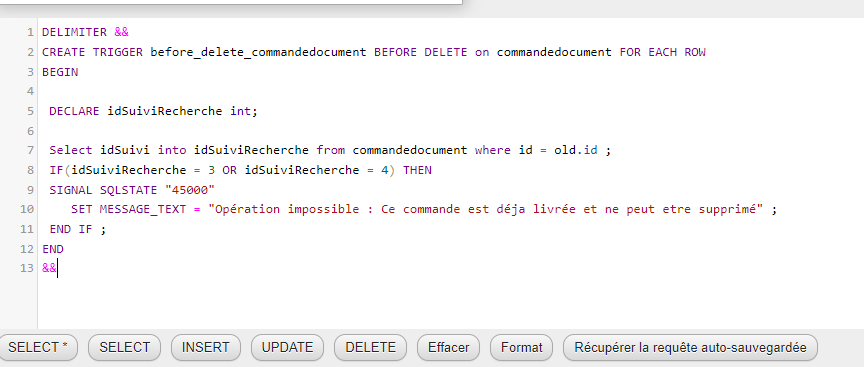 1 DELIMITER &&
2 CREATE TRIGGER before_delete_commandedocument BEFORE DELETE on commandedocument FOR EACH ROW
3 BEGIN
4
5 DECLARE idSuiviRecherche int;
6
7 Select idSuivi into idSuiviRecherche from commandedocument where id = old.id ;
8 IF(idSuiviRecherche = 3 OR idSuiviRecherche = 4) THEN
9 SIGNAL SQLSTATE "45000"
10 SET MESSAGE_TEXT = "Opération impossible : Ce commande est déja livrée et ne peut etre supprimé" ;
11 END IF ;
12 END
13 &&
SELECT * SELECT INSERT UPDATE DELETE Effacer Format Récupérer la requête auto-sauvegardée